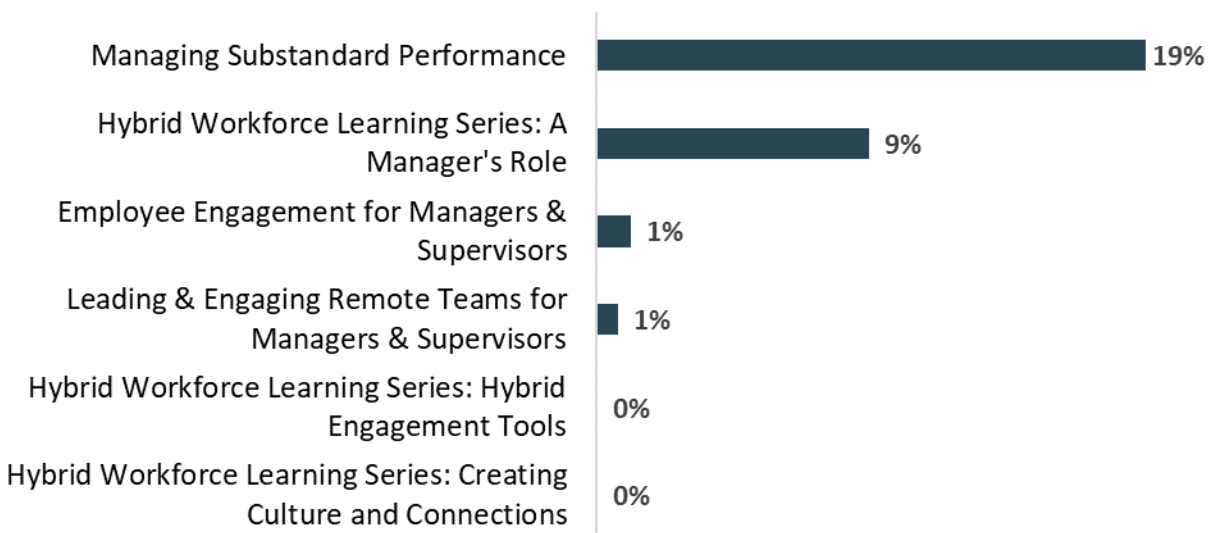 Managing Substandard Performance
19%
Hybrid Workforce Learning Series: A
Manager's Role
9%
Employee Engagement for Managers &
Supervisors
1%
Leading & Engaging Remote Teams for
Managers & Supervisors
1%
Hybrid Workforce Learning Series: Hybrid
Engagement Tools
0%
Hybrid Workforce Learning Series: Creating
Culture and Connections
0%